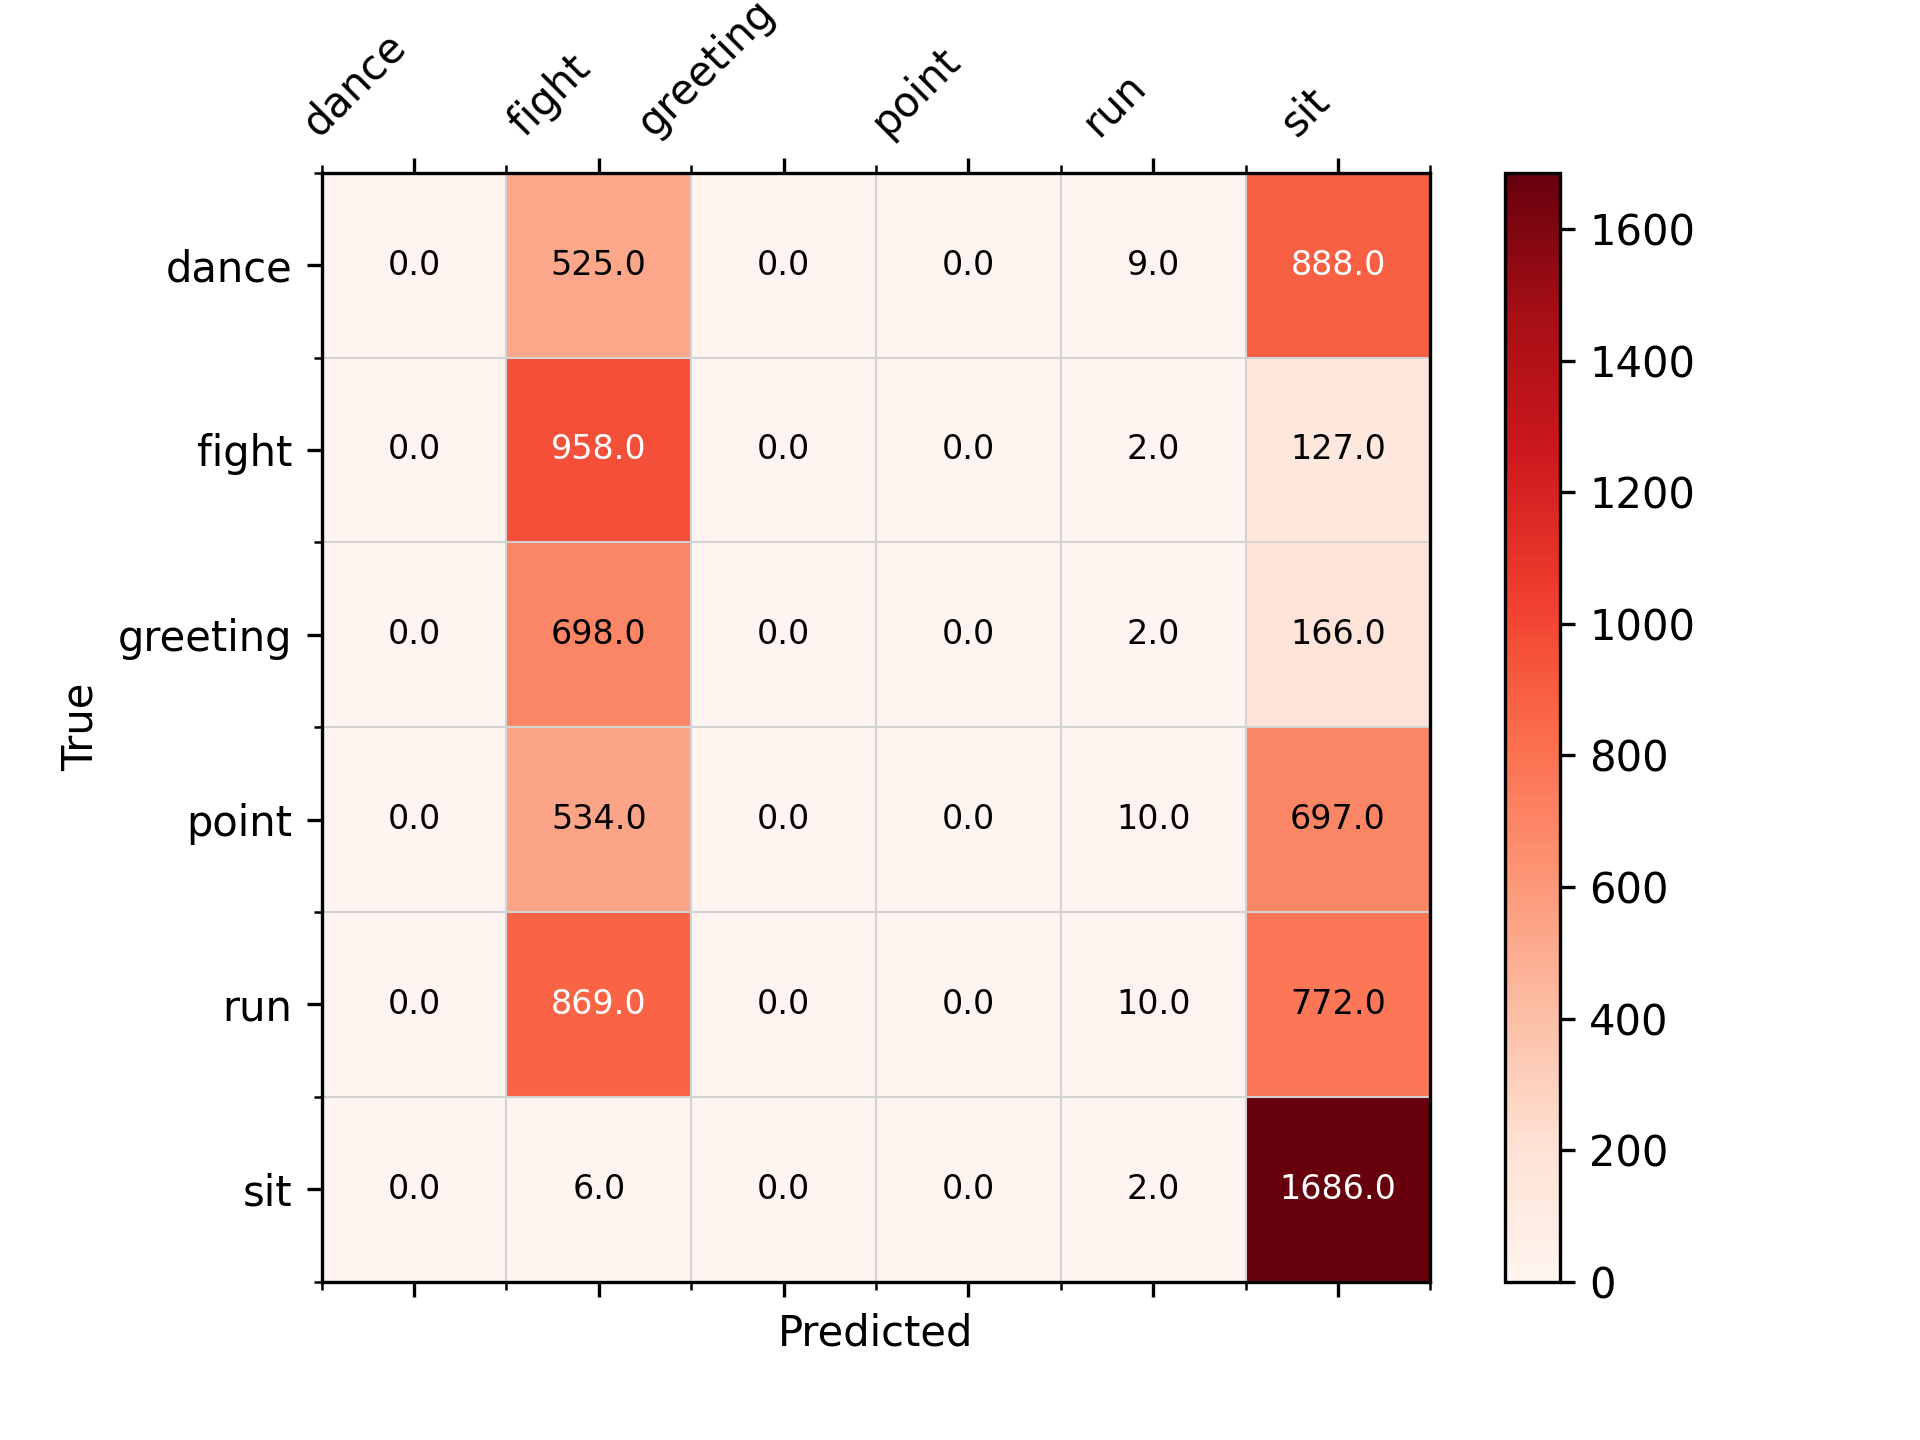 dance fight greeting point run sit
dance 0.0 525.0 0.0 0.0 9.0 888.0
fight 0.0 958.0 0.0 0.0 2.0 127.0
greeting 0.0 698.0 0.0 0.0 2.0 166.0
point 0.0 534.0 0.0 0.0 10.0 697.0
run 0.0 869.0 0.0 0.0 10.0 772.0
sit 0.0 6.0 0.0 0.0 2.0 1686.0
True
Predicted
1600
1400
1200
1000
800
600
400
200
0